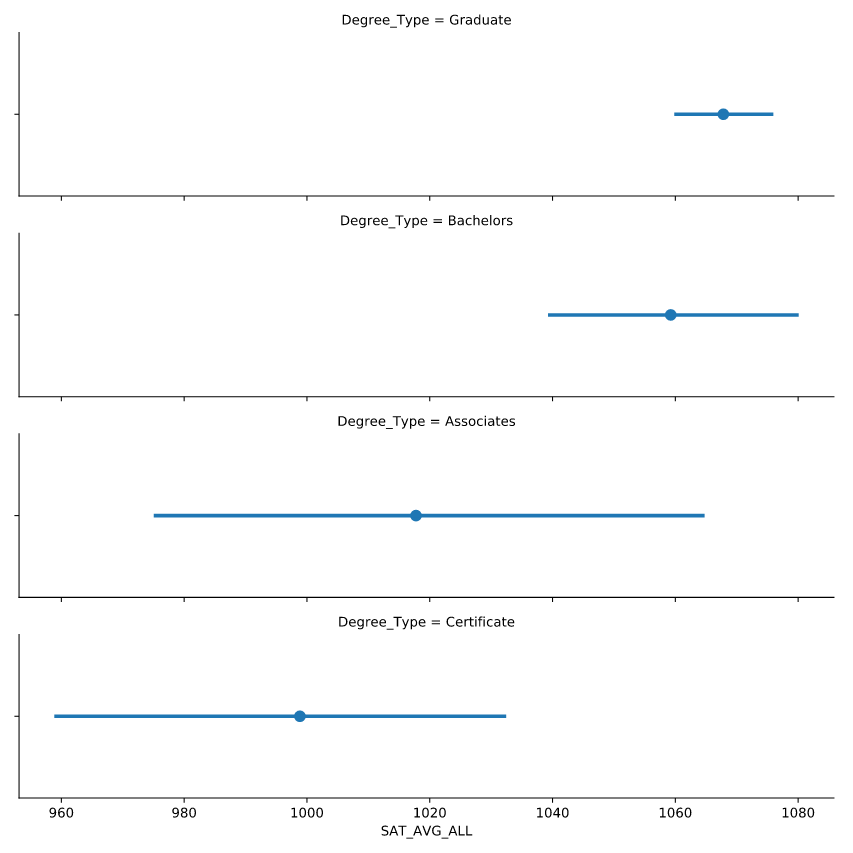 Degree_Type = Graduate
Degree_Type = Bachelors
Degree_Type = Associates
Degree_Type = Certificate
960 980 1000 1020 1040 1060 1080
SAT_AVG_ALL